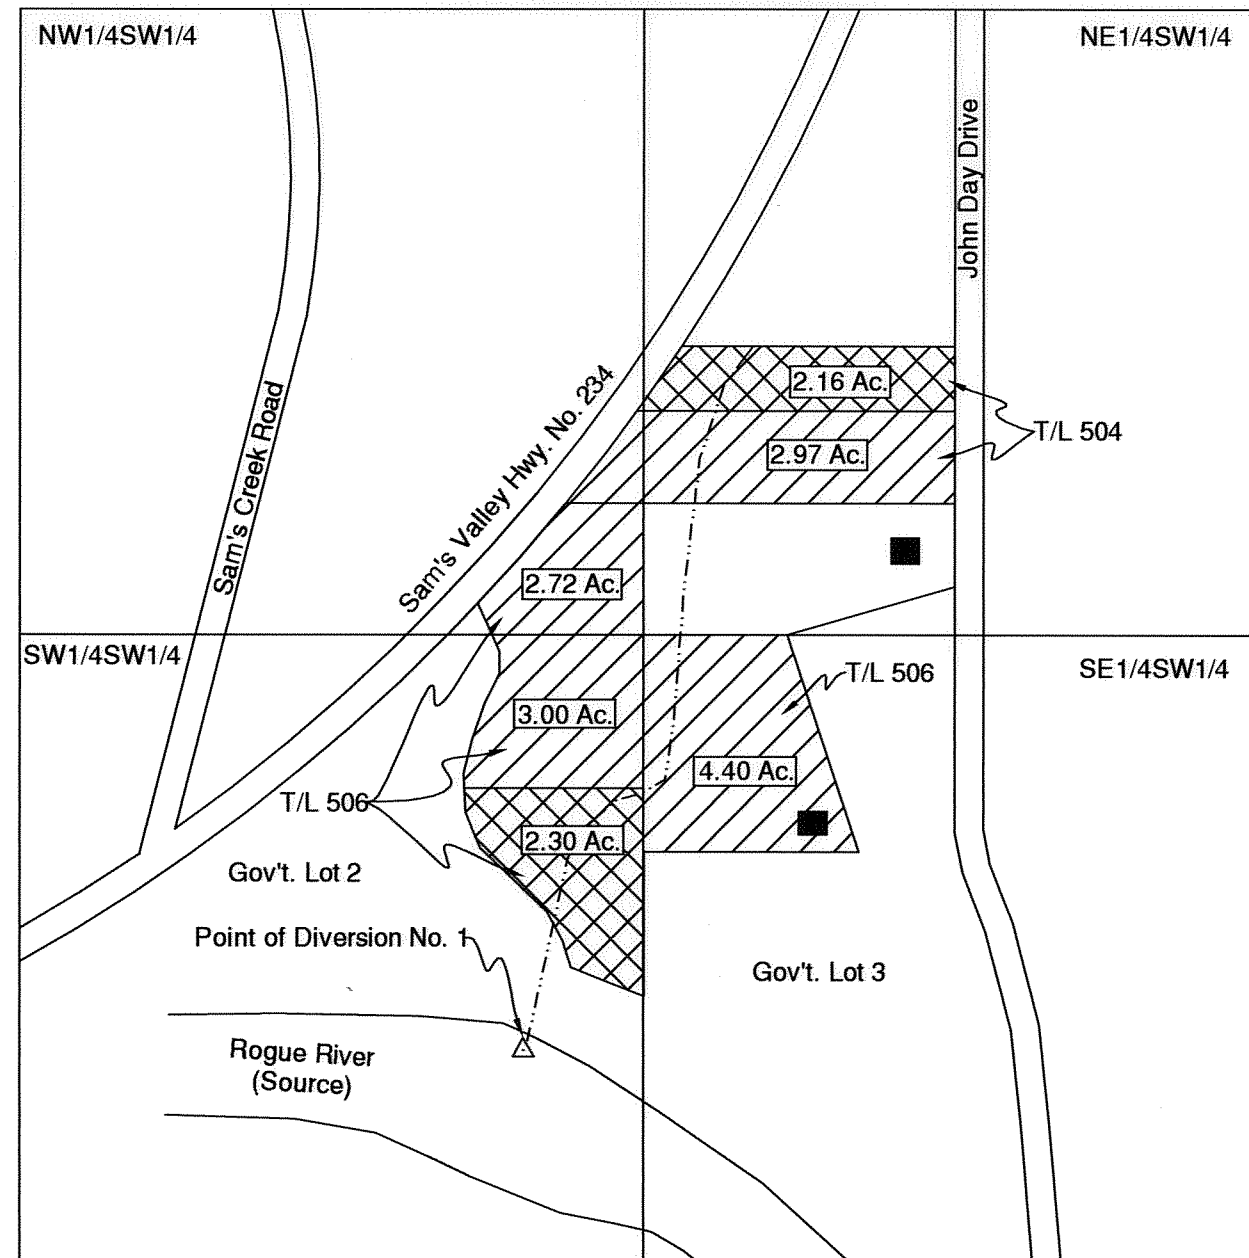 NW1/4SW1/4
NE1/4SW1/4
John Day Drive
Sam's Creek Road
Sam's Valley Hwy. No. 234
2.16 Ac.
T/L 504
2.97 Ac.
2.72 Ac.
SW1/4SW1/4
SE1/4SW1/4
T/L 506
3.00 Ac.
4.40 Ac.
T/L 506
2.30 Ac.
Gov't. Lot 2
Point of Diversion No. 1
Gov't. Lot 3
Rogue River
(Source)